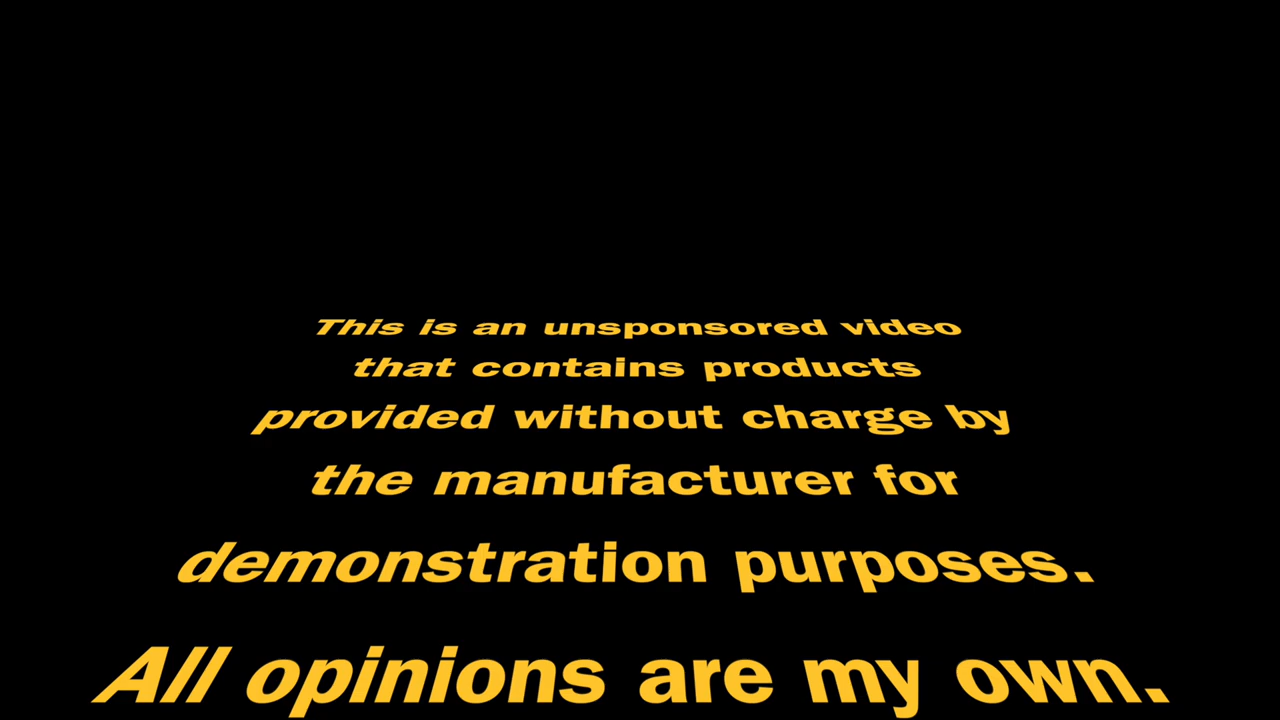 This is an unsponsored video
that contains products
provided without charge by
the manufacturer for
demonstration purposes.
All opinions are my own.